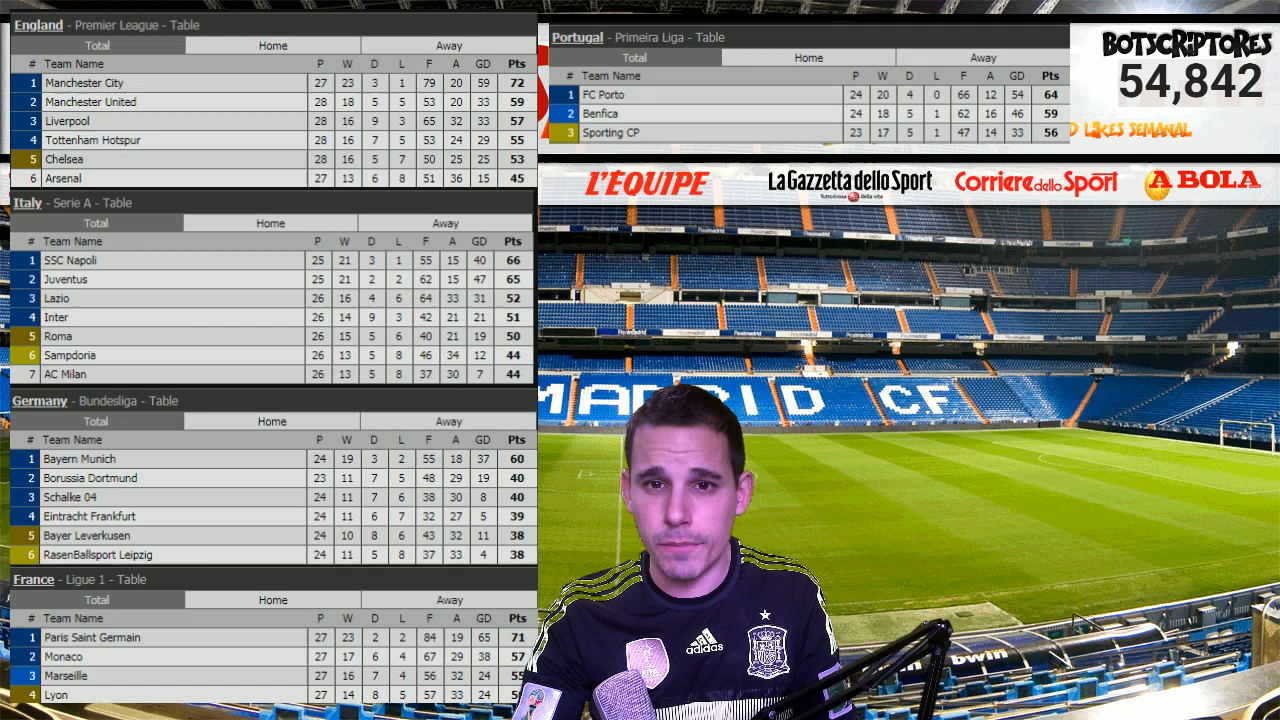 England - Premier League - Table
Total Home Away
# Team Name P W D L F A GD Pts
1 Manchester City 27 23 3 1 79 20 59 72
2 Manchester United 28 18 5 5 53 20 33 59
3 Liverpool 28 16 9 3 65 32 33 57
4 Tottenham Hotspur 28 16 7 5 53 24 29 55
5 Chelsea 28 16 5 7 50 25 25 53
6 Arsenal 27 13 6 8 51 36 15 45
Italy - Serie A - Table
Total Home Away
# Team Name P W D L F A GD Pts
1 SSC Napoli 25 21 3 1 55 15 40 66
2 Juventus 25 21 2 2 62 15 47 65
3 Lazio 26 16 4 6 64 33 31 52
4 Inter 26 14 9 3 42 21 21 51
5 Roma 26 15 5 6 40 21 19 50
6 Sampdoria 26 13 5 8 46 34 12 44
7 AC Milan 26 13 5 8 37 30 7 44
Germany - Bundesliga - Table
Total Home Away
# Team Name P W D L F A GD Pts
1 Bayern Munich 24 19 3 2 55 18 37 60
2 Borussia Dortmund 23 11 7 5 48 29 19 40
3 Schalke 04 24 11 7 6 38 30 8 40
4 Eintracht Frankfurt 24 11 6 7 32 27 5 39
5 Bayer Leverkusen 24 10 8 6 43 32 11 38
6 RasenBallsport Leipzig 24 11 5 8 37 33 4 38
France - Ligue 1 - Table
Total Home Away
# Team Name P W D L F A GD Pts
1 Paris Saint Germain 27 23 2 2 84 19 65 71
2 Monaco 27 17 6 4 67 29 38 57
3 Marseille 27 16 7 4 56 32 24 55
4 Lyon 27 14 8 5 57 33 24
Portugal - Primeira Liga - Table
Total Home Away
# Team Name P W D L F A GD Pts
1 FC Porto 24 20 4 0 66 12 54 64
2 Benfica 24 18 5 1 62 16 46 59
3 Sporting CP 23 17 5 1 47 14 33 56
BOTSCRIPTORES
54,842
LIKES SEMANAL
L'ÉQUIPE
La Gazzetta dello Sport
Tutto il rosa della vita
Corriere dello Sport
A BOLA
MADRID CF.
adidas
bwin